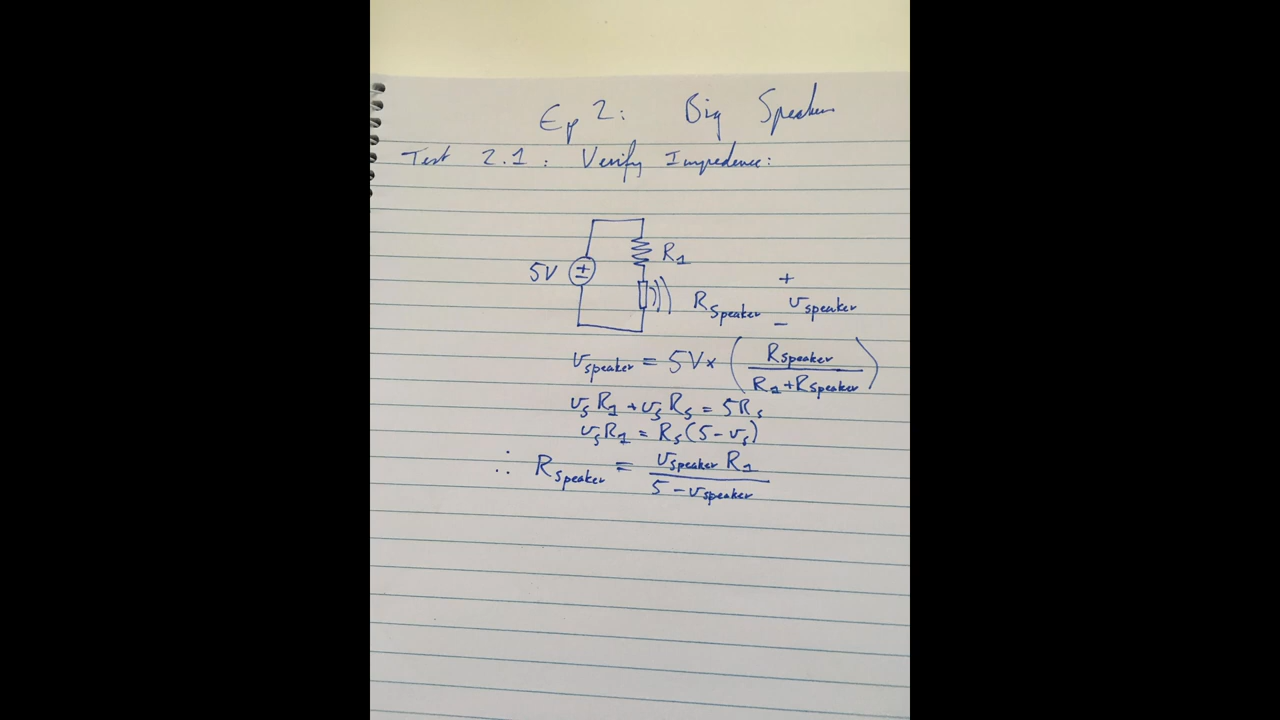 Ep 2: Big Speaker
Test 2.1: Verify Impedence:
R1
5V ±
+
Rspeaker vspeaker
−
vspeaker = 5V × (Rspeaker / R1 + Rspeaker)
vsR1 + vsRs = 5Rs
vsR1 = Rs(5 − vs)
∴ Rspeaker = vspeaker R1 / 5 − vspeaker